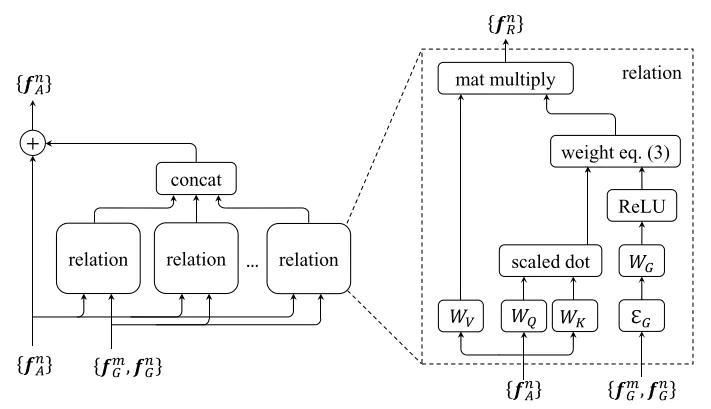 {f_A^n}
+
concat
relation
relation
...
relation
{f_A^n}
{f_G^m, f_G^n}
{f_R^n}
relation
mat multiply
weight eq. (3)
ReLU
scaled dot
W_G
W_V
W_Q
W_K
Ɛ_G
{f_A^n}
{f_G^m, f_G^n}